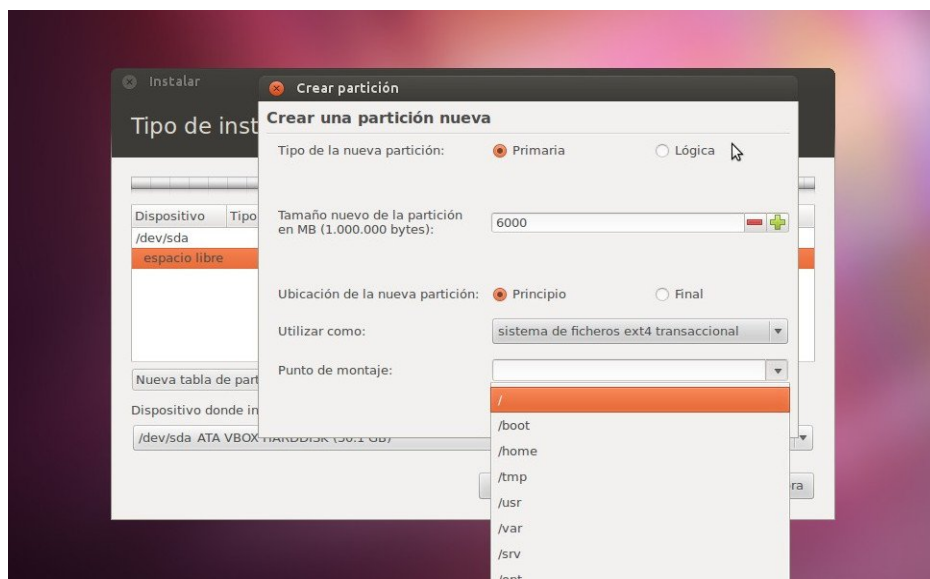 Instalar
Crear partición
Tipo de inst
Crear una partición nueva
Tipo de la nueva partición:
Primaria
Lógica
Dispositivo
Tipo
Tamaño nuevo de la partición
en MB (1.000.000 bytes):
6000
/dev/sda
espacio libre
Ubicación de la nueva partición:
Principio
Final
Utilizar como:
sistema de ficheros ext4 transaccional
Punto de montaje:
Nueva tabla de part
/
Dispositivo donde in
/boot
/dev/sda ATA VBOX HARDDISK
/home
/tmp
ra
/usr
/var
/srv
/opt